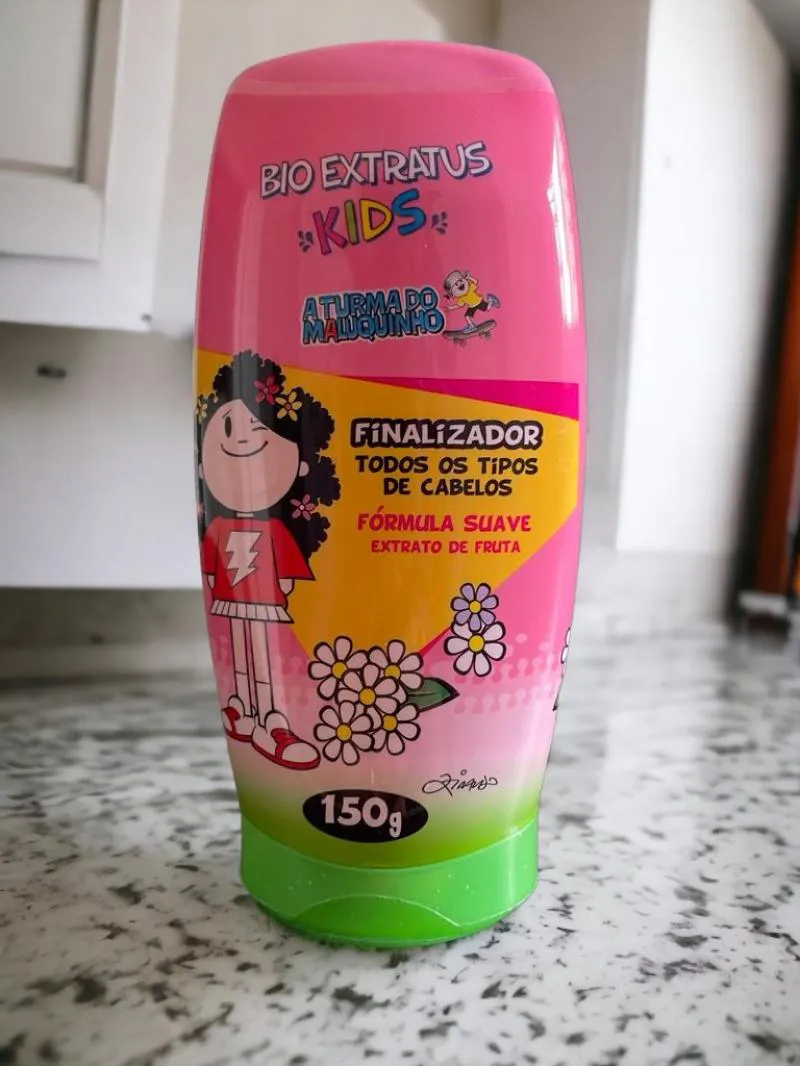 BIO EXTRATUS
KIDS
A TURMA DO
MALUQUINHO
FINALIZADOR
TODOS OS TIPOS
DE CABELOS
FÓRMULA SUAVE
EXTRATO DE FRUTA
150g